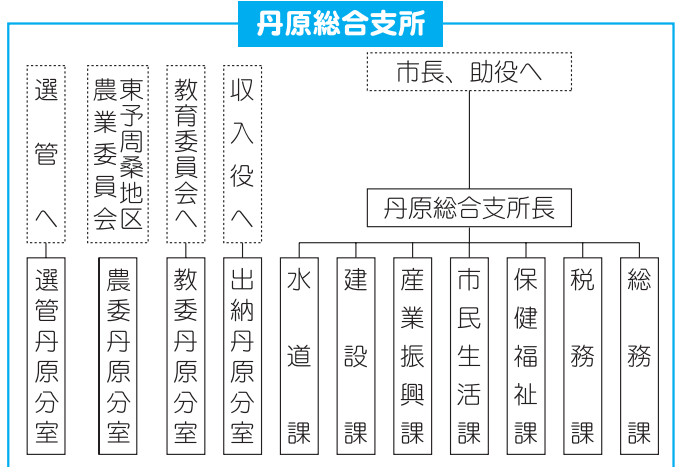 丹原総合支所
市長、助役へ
丹原総合支所長
総務課
税務課
保健福祉課
市民生活課
産業振興課
建設課
水道課
収入役へ
出納丹原分室
教育委員会へ
教委丹原分室
東予周桑地区
農業委員会
農委丹原分室
選管へ
選管丹原分室